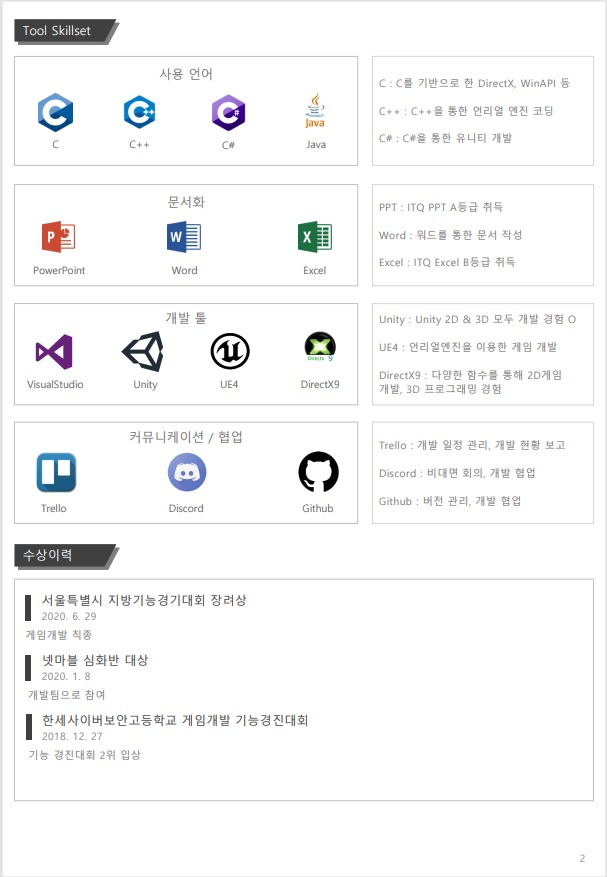 Tool Skillset
사용 언어
C
C++
C#
Java
Java
C : C를 기반으로 한 DirectX, WinAPI 등
C++ : C++을 통한 언리얼 엔진 코딩
C# : C#을 통한 유니티 개발
문서화
PowerPoint
Word
Excel
PPT : ITQ PPT A등급 취득
Word : 워드를 통한 문서 작성
Excel : ITQ Excel B등급 취득
개발 툴
DirectX 9
VisualStudio
Unity
UE4
DirectX9
Unity : Unity 2D & 3D 모두 개발 경험 O
UE4 : 언리얼엔진을 이용한 게임 개발
DirectX9 : 다양한 함수를 통해 2D게임
개발, 3D 프로그래밍 경험
커뮤니케이션 / 협업
Trello
Discord
Github
Trello : 개발 일정 관리, 개발 현황 보고
Discord : 비대면 회의, 개발 협업
Github : 버전 관리, 개발 협업
수상이력
서울특별시 지방기능경기대회 장려상
2020. 6. 29
게임개발 직종
넷마블 심화반 대상
2020. 1. 8
개발팀으로 참여
한세사이버보안고등학교 게임개발 기능경진대회
2018. 12. 27
기능 경진대회 2위 입상
2